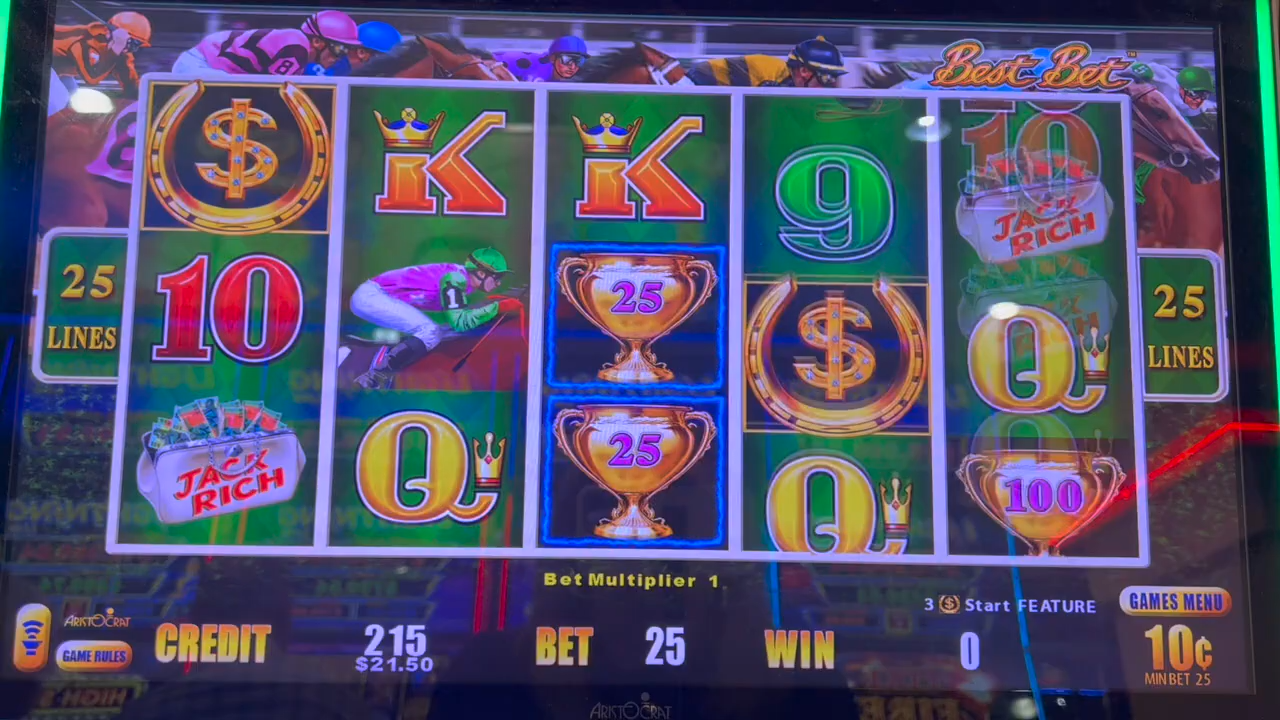 Best Bet™
$ K K 9 10
JACK RICH
10 1 25 $ Q
25 LINES
25 LINES
JACK RICH Q 25 Q 100
Bet Multiplier 1
3 $ Start FEATURE
GAMES MENU
ARISTOCRAT
GAME RULES
CREDIT 215 BET 25 WIN 0 10¢
$21.50
MIN BET 25
ARISTOCRAT